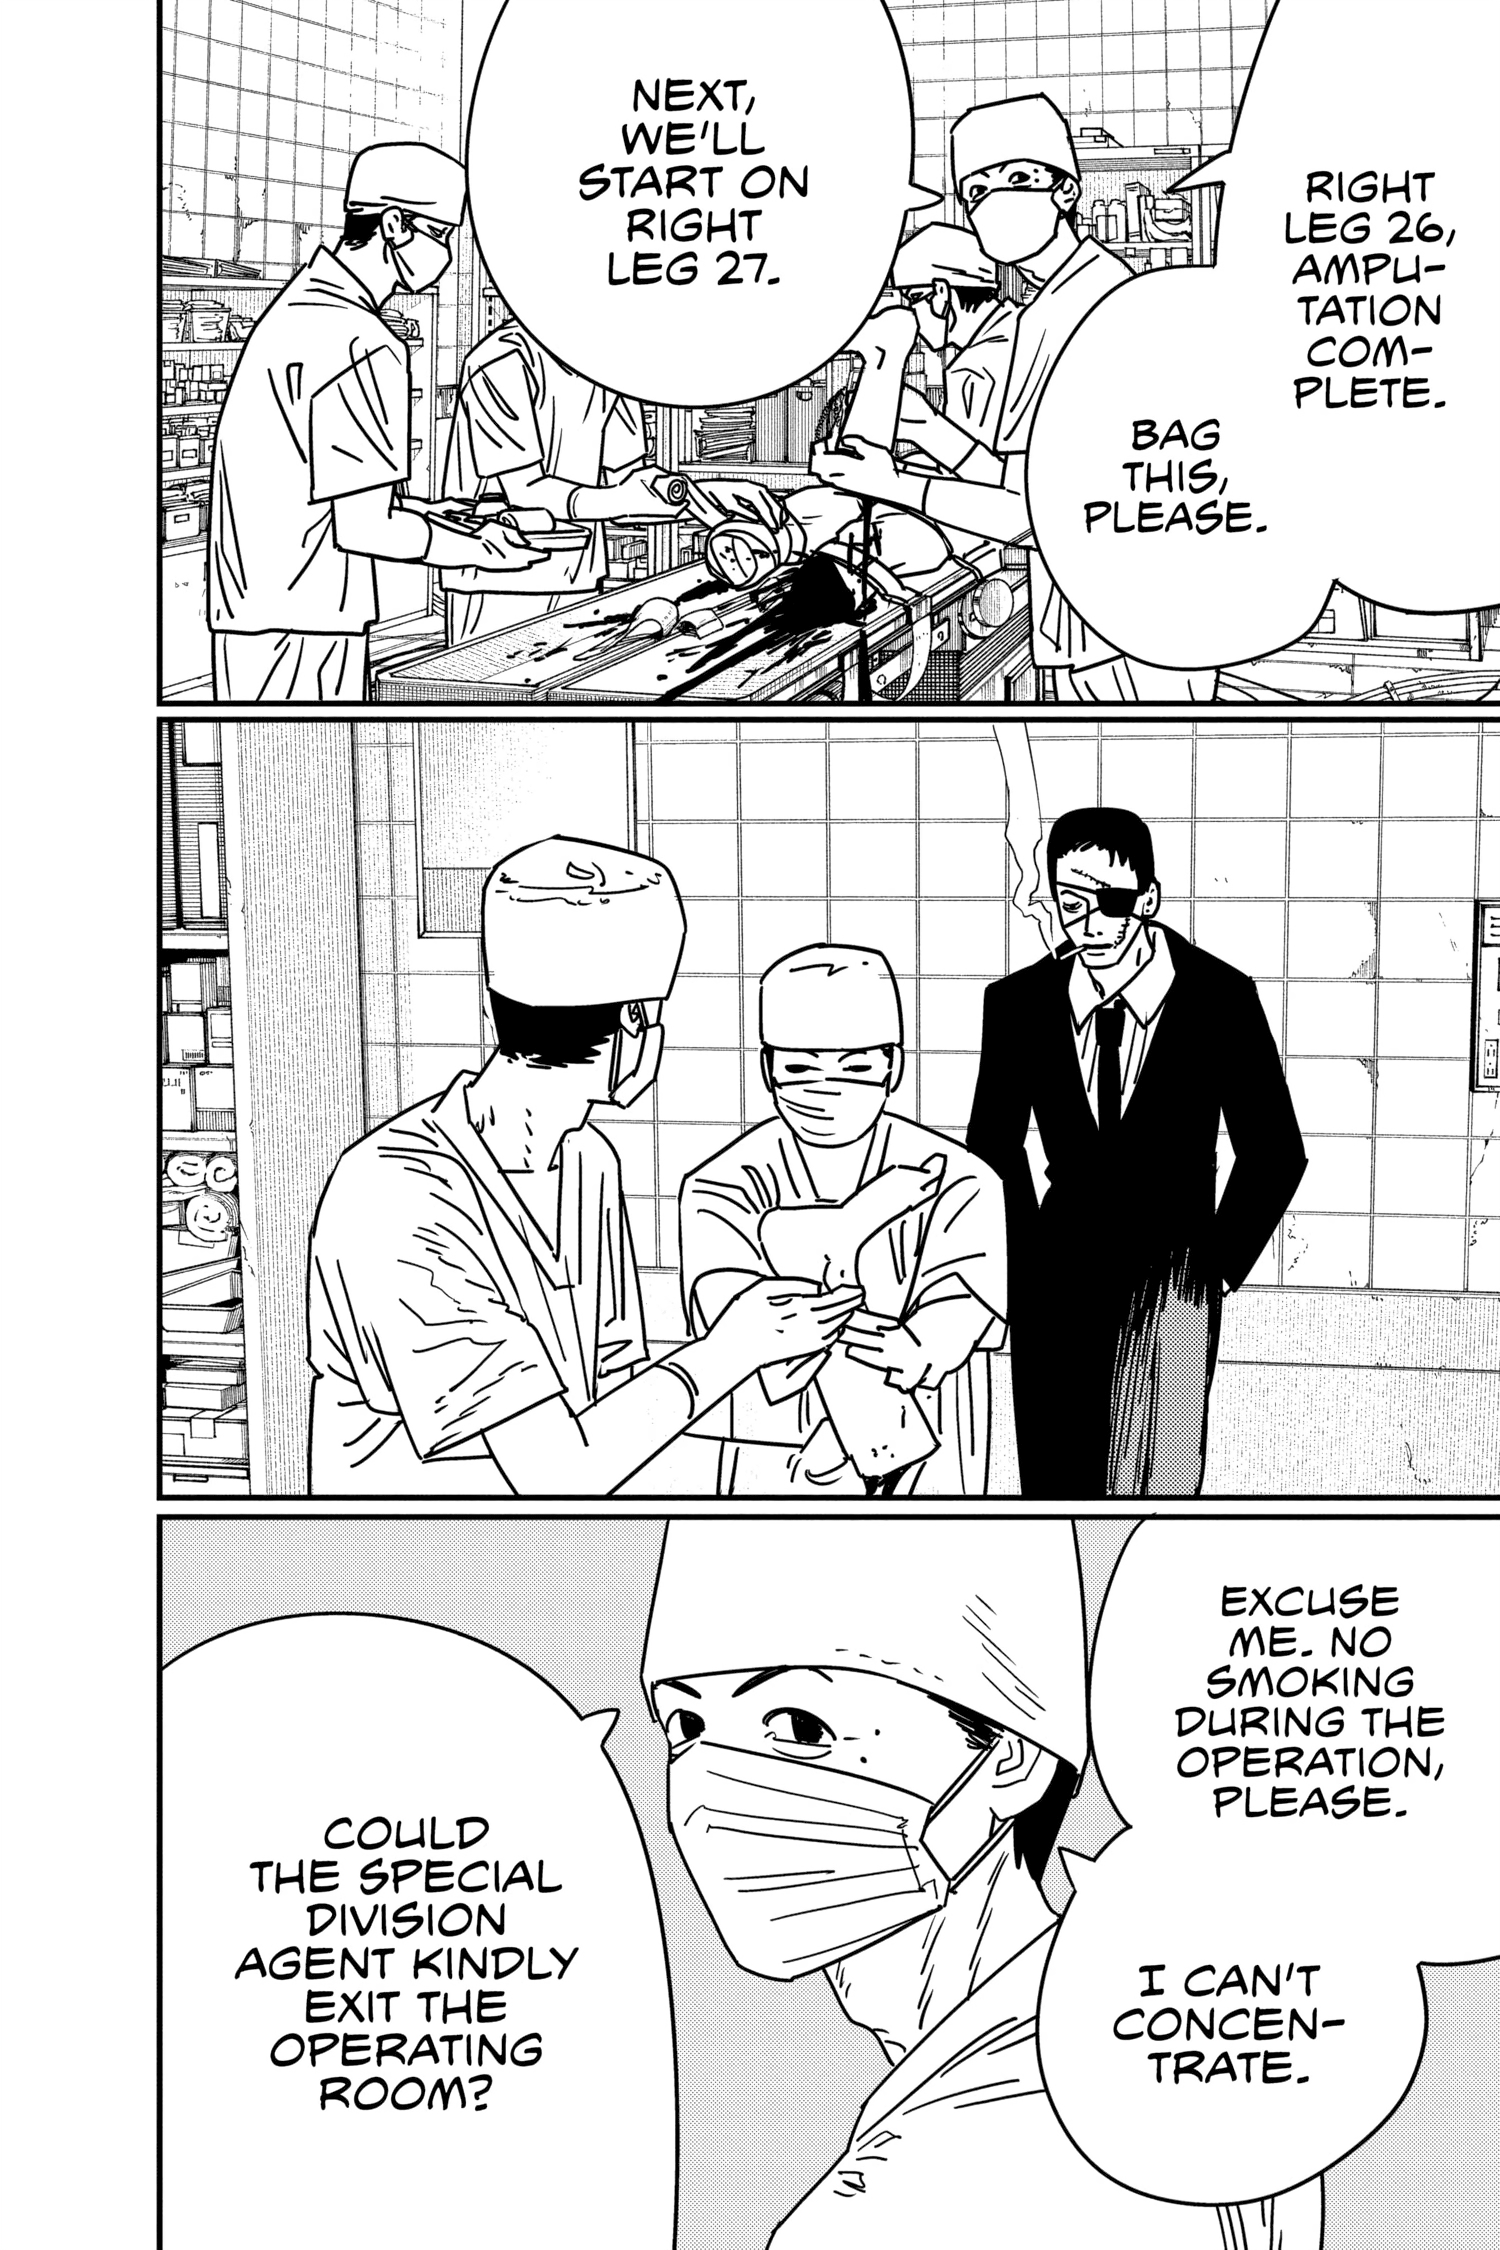 RIGHT
LEG 26,
AMPU-
TATION
COM-
PLETE.
BAG
THIS,
PLEASE.
NEXT,
WE'LL
START ON
RIGHT
LEG 27.
EXCUSE
ME. NO
SMOKING
DURING THE
OPERATION,
PLEASE.
I CAN'T
CONCEN-
TRATE.
COULD
THE SPECIAL
DIVISION
AGENT KINDLY
EXIT THE
OPERATING
ROOM?